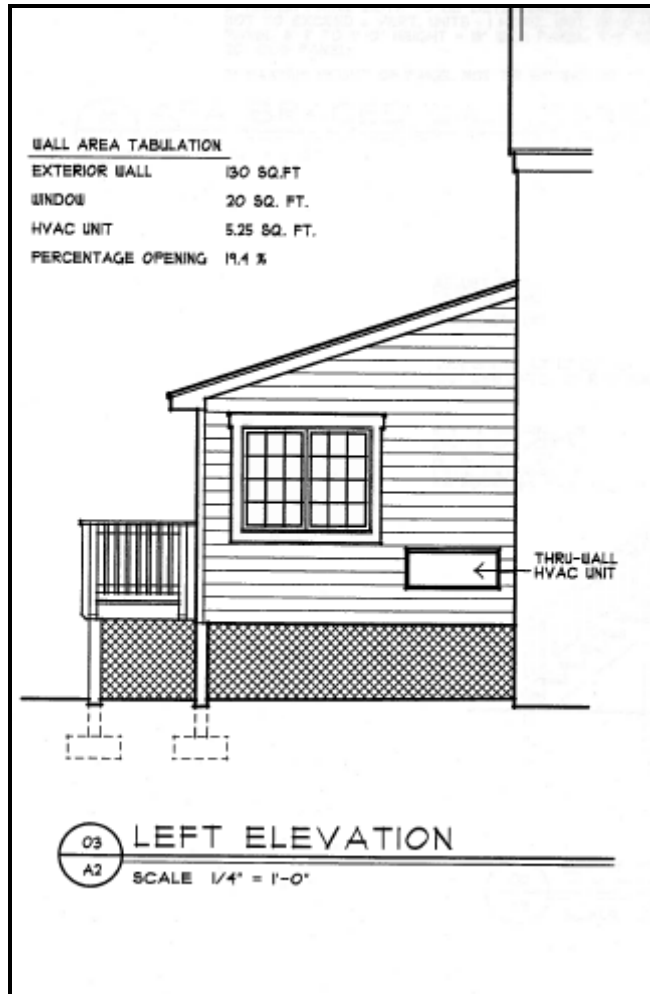 WALL AREA TABULATION
EXTERIOR WALL 130 SQ.FT
WINDOW 20 SQ. FT.
HVAC UNIT 5.25 SQ. FT.
PERCENTAGE OPENING 19.4 %
THRU-WALL
HVAC UNIT
03
A2
LEFT ELEVATION
SCALE 1/4" = 1'-0"